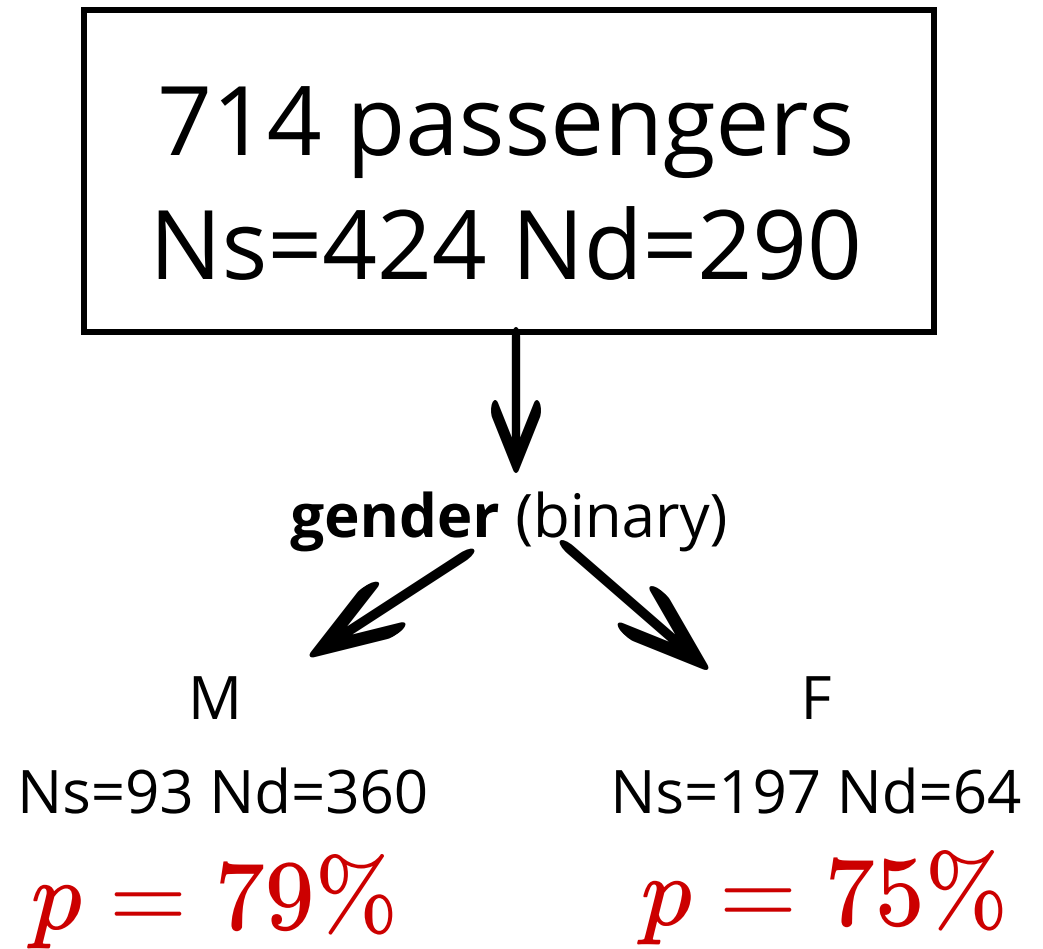 714 passengers
Ns=424 Nd=290
gender (binary)
M
F
Ns=93 Nd=360
Ns=197 Nd=64
p = 79%
p = 75%